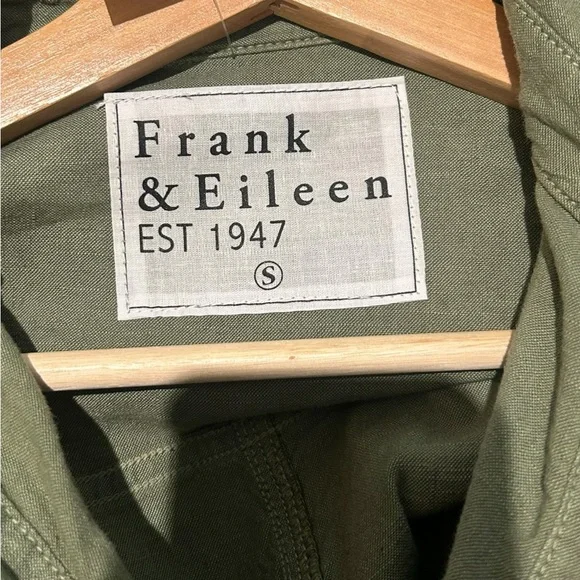 Frank
& Eileen
EST 1947
S